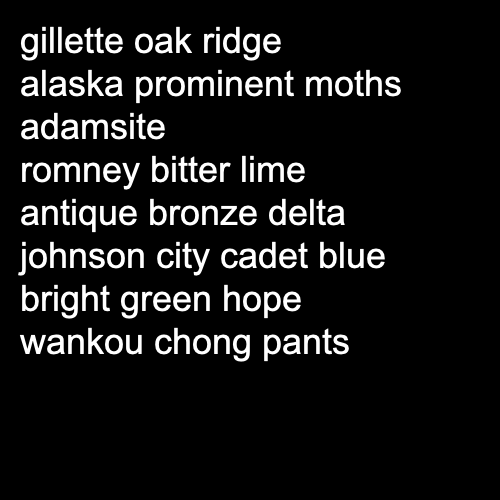 gillette oak ridge
alaska prominent moths
adamsite
romney bitter lime
antique bronze delta
johnson city cadet blue
bright green hope
wankou chong pants